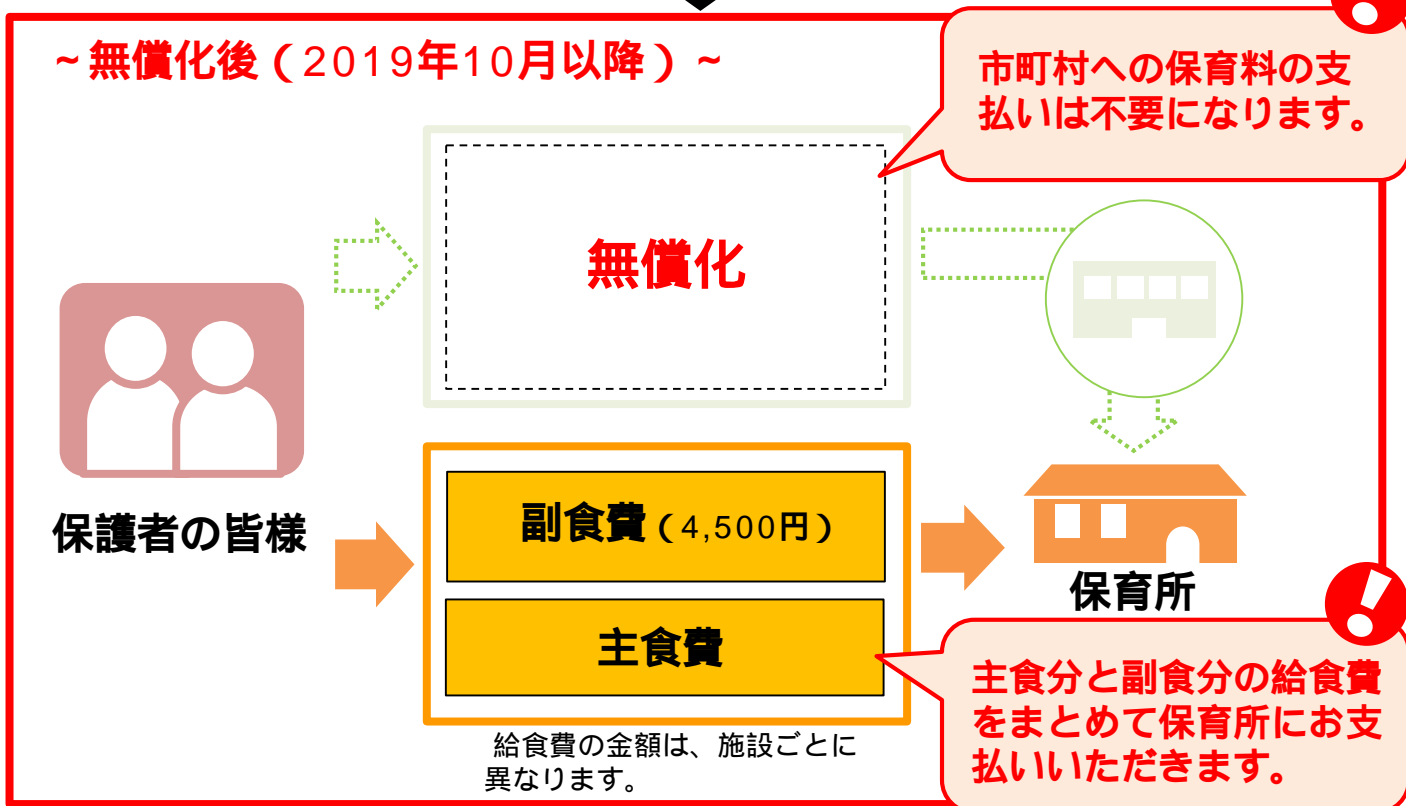 ~無償化後(2019年10月以降)~
市町村への保育料の支
払いは不要になります。
無償化
保護者の皆様
副食費(4,500円)
主食費
保育所
給食費の金額は、施設ごとに
異なります。
主食分と副食分の給食費
をまとめて保育所にお支
払いいただきます。